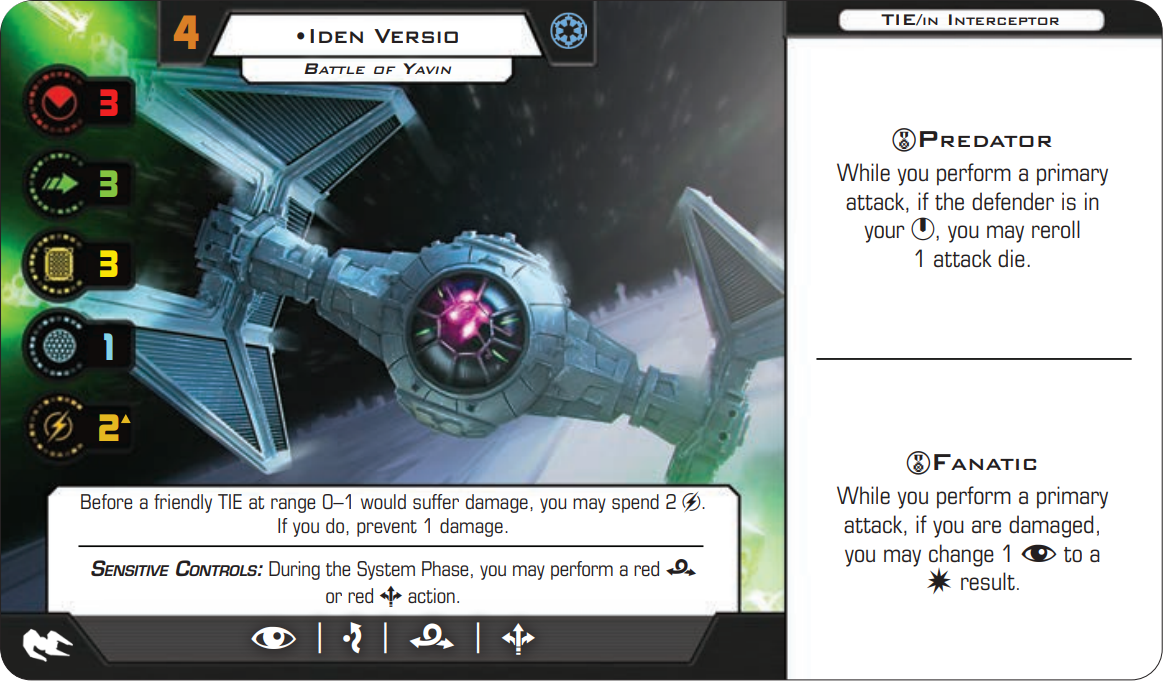 4
•Iden Versio
Battle of Yavin
3
3
3
1
2
Before a friendly TIE at range 0–1 would suffer damage, you may spend 2 .
If you do, prevent 1 damage.
Sensitive Controls: During the System Phase, you may perform a red
or red action.
TIE/in Interceptor
Predator
While you perform a primary
attack, if the defender is in
your , you may reroll
1 attack die.
Fanatic
While you perform a primary
attack, if you are damaged,
you may change 1 to a
result.